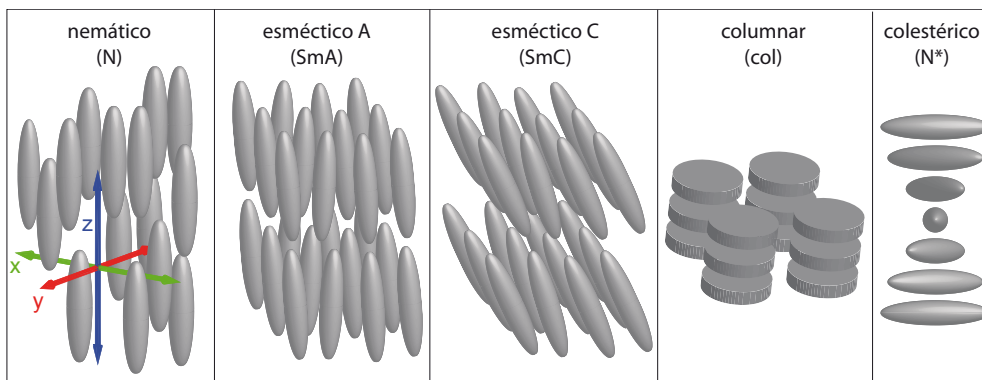 nemático
(N)
esméctico A
(SmA)
esméctico C
(SmC)
columnar
(col)
colestérico
(N*)
z
x
y